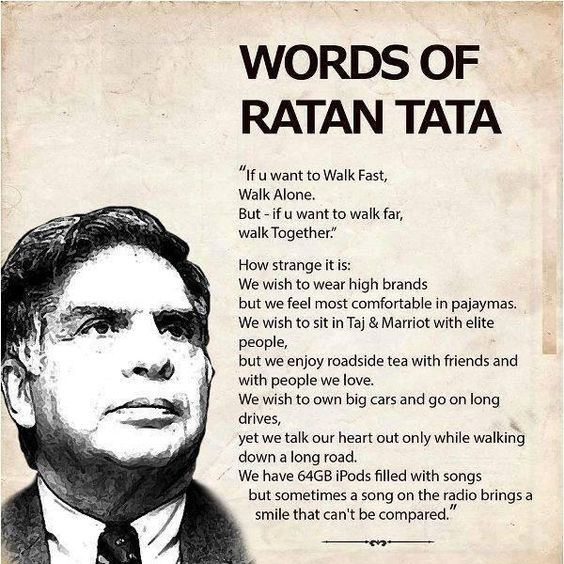 WORDS OF
RATAN TATA
“If u want to Walk Fast,
Walk Alone.
But - if u want to walk far,
walk Together.”
How strange it is:
We wish to wear high brands
but we feel most comfortable in pajaymas.
We wish to sit in Taj & Marriot with elite
people,
but we enjoy roadside tea with friends and
with people we love.
We wish to own big cars and go on long
drives,
yet we talk our heart out only while walking
down a long road.
We have 64GB iPods filled with songs
but sometimes a song on the radio brings a
smile that can't be compared.”